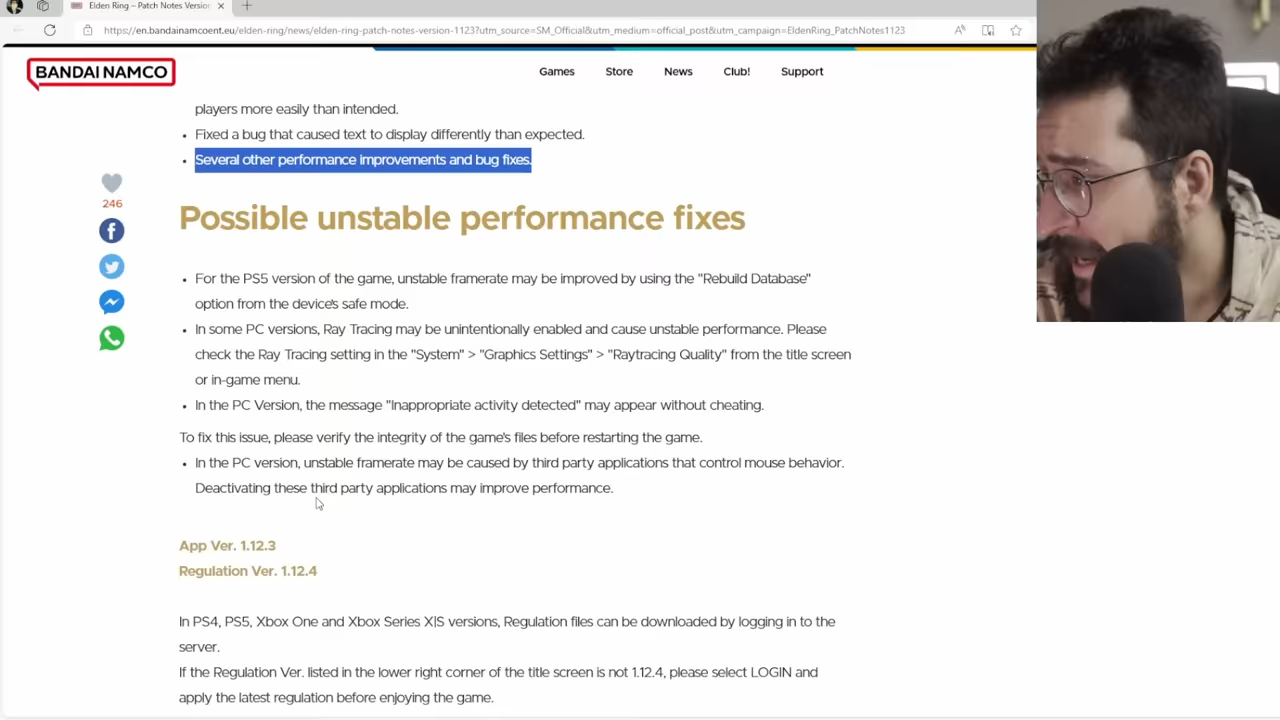 Elden Ring – Patch Notes Version
https://en.bandainamcoent.eu/elden-ring/news/elden-ring-patch-notes-version-1123?utm_source=SM_Official&utm_medium=official_post&utm_campaign=EldenRing_PatchNotes1123
BANDAI NAMCO
Games Store News Club! Support
players more easily than intended.
• Fixed a bug that caused text to display differently than expected.
• Several other performance improvements and bug fixes.
246
Possible unstable performance fixes
• For the PS5 version of the game, unstable framerate may be improved by using the "Rebuild Database"
option from the device's safe mode.
• In some PC versions, Ray Tracing may be unintentionally enabled and cause unstable performance. Please
check the Ray Tracing setting in the "System" > "Graphics Settings" > "Raytracing Quality" from the title screen
or in-game menu.
• In the PC Version, the message "Inappropriate activity detected" may appear without cheating.
To fix this issue, please verify the integrity of the game's files before restarting the game.
• In the PC version, unstable framerate may be caused by third party applications that control mouse behavior.
Deactivating these third party applications may improve performance.
App Ver. 1.12.3
Regulation Ver. 1.12.4
In PS4, PS5, Xbox One and Xbox Series X|S versions, Regulation files can be downloaded by logging in to the
server.
If the Regulation Ver. listed in the lower right corner of the title screen is not 1.12.4, please select LOGIN and
apply the latest regulation before enjoying the game.